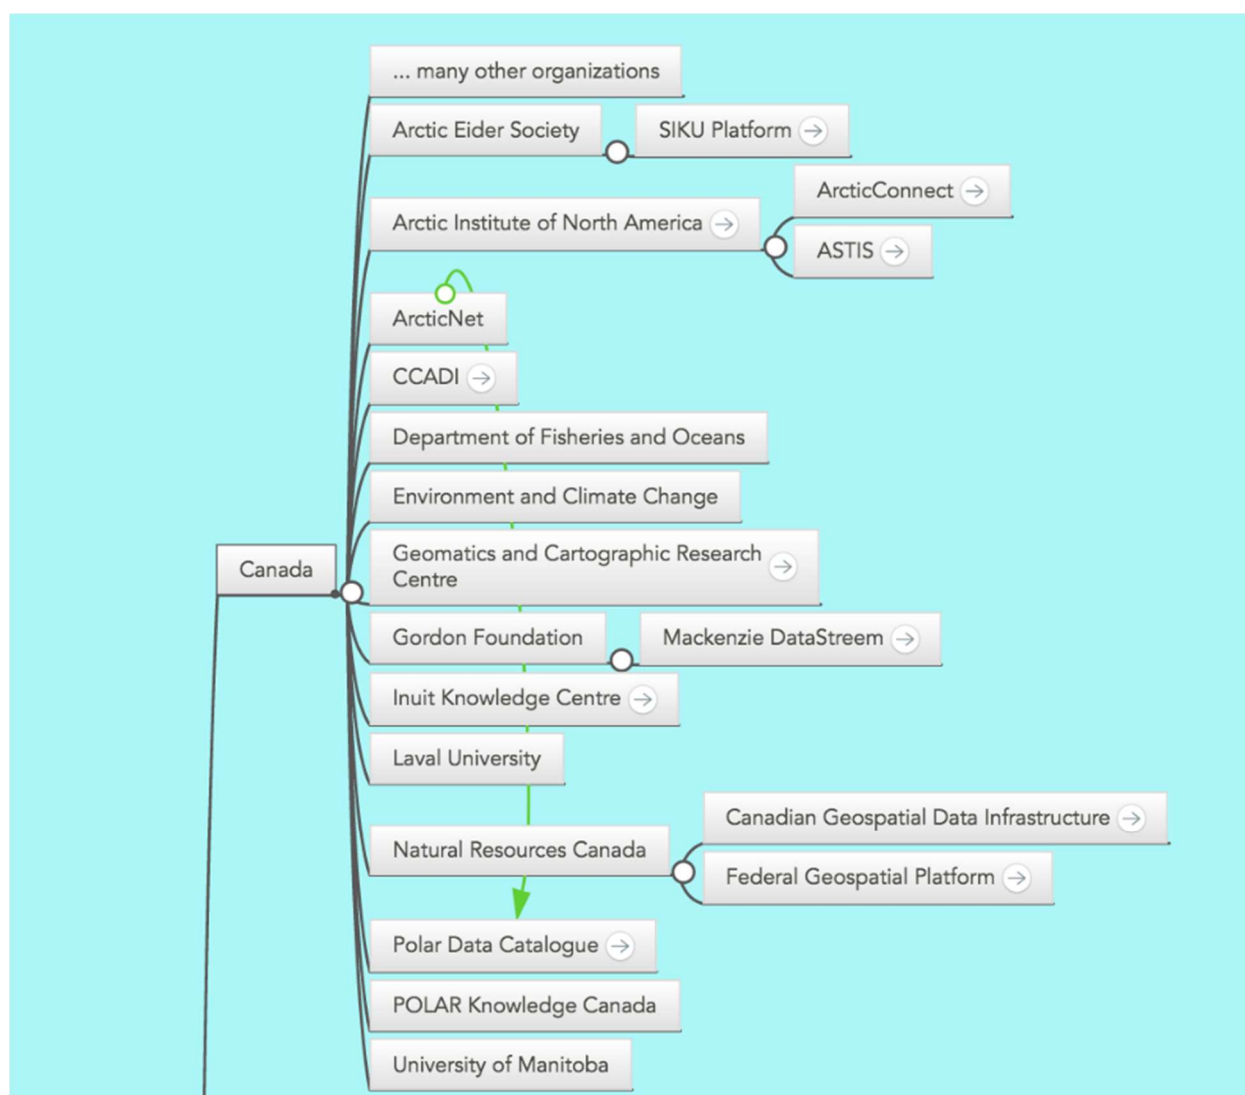 ... many other organizations
Arctic Eider Society
SIKU Platform
ArcticConnect
Arctic Institute of North America
ASTIS
ArcticNet
CCADI
Department of Fisheries and Oceans
Environment and Climate Change
Geomatics and Cartographic Research
Centre
Canada
Gordon Foundation
Mackenzie DataStreem
Inuit Knowledge Centre
Laval University
Canadian Geospatial Data Infrastructure
Natural Resources Canada
Federal Geospatial Platform
Polar Data Catalogue
POLAR Knowledge Canada
University of Manitoba